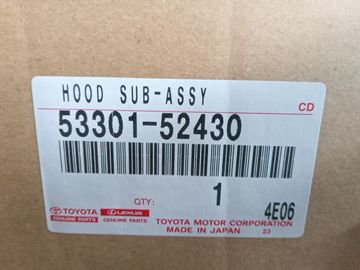 HOOD SUB-ASSY
CD
53301-52430
QTY: 1
4E06
TOYOTA LEXUS
GENUINE PARTS GENUINE PARTS
TOYOTA MOTOR CORPORATION
MADE IN JAPAN 23